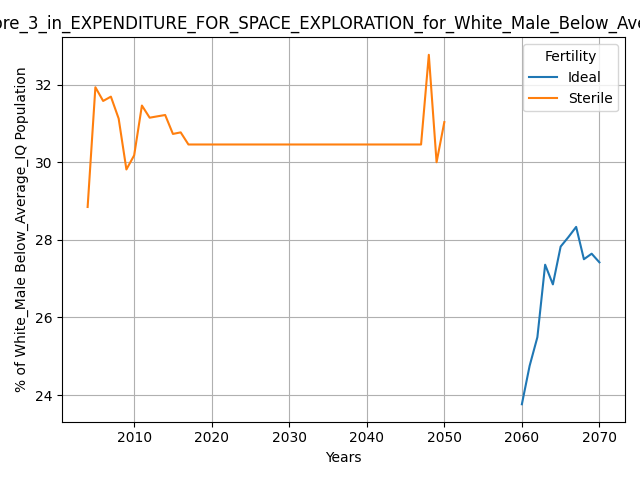 ore_3_in_EXPENDITURE_FOR_SPACE_EXPLORATION_for_White_Male_Below_Ave
Fertility
Ideal
Sterile
% of White_Male Below_Average_IQ Population
32
30
28
26
24
2010 2020 2030 2040 2050 2060 2070
Years